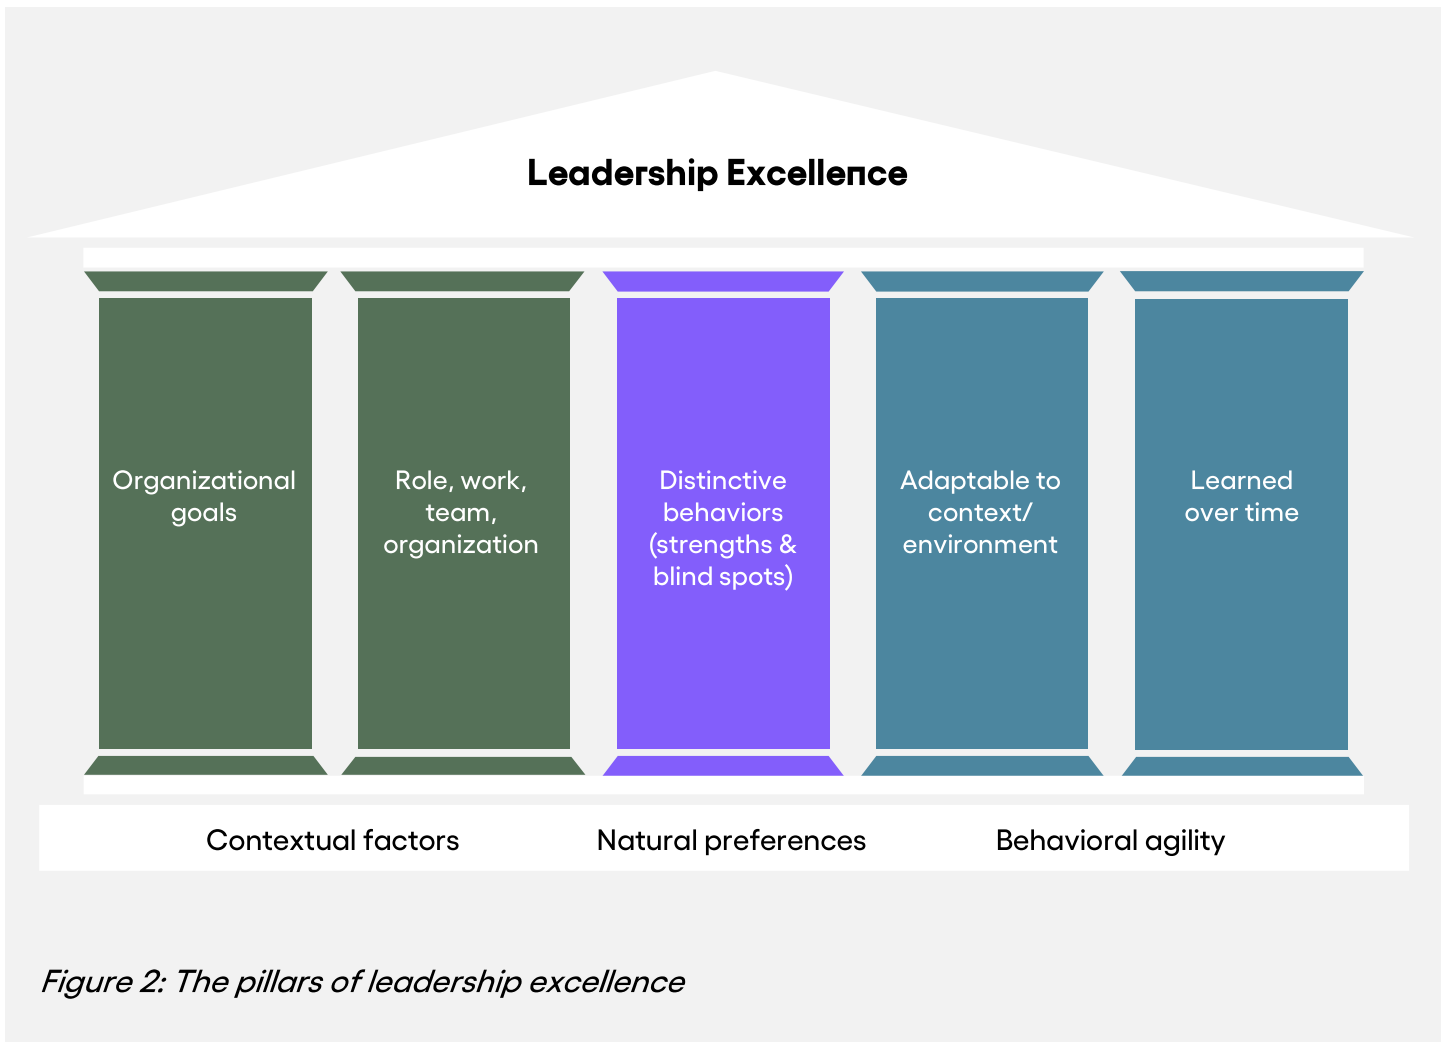 Leadership Excellence
Organizational
goals
Role, work,
team,
organization
Distinctive
behaviors
(strengths &
blind spots)
Adaptable to
context/
environment
Learned
over time
Contextual factors
Natural preferences
Behavioral agility
Figure 2: The pillars of leadership excellence